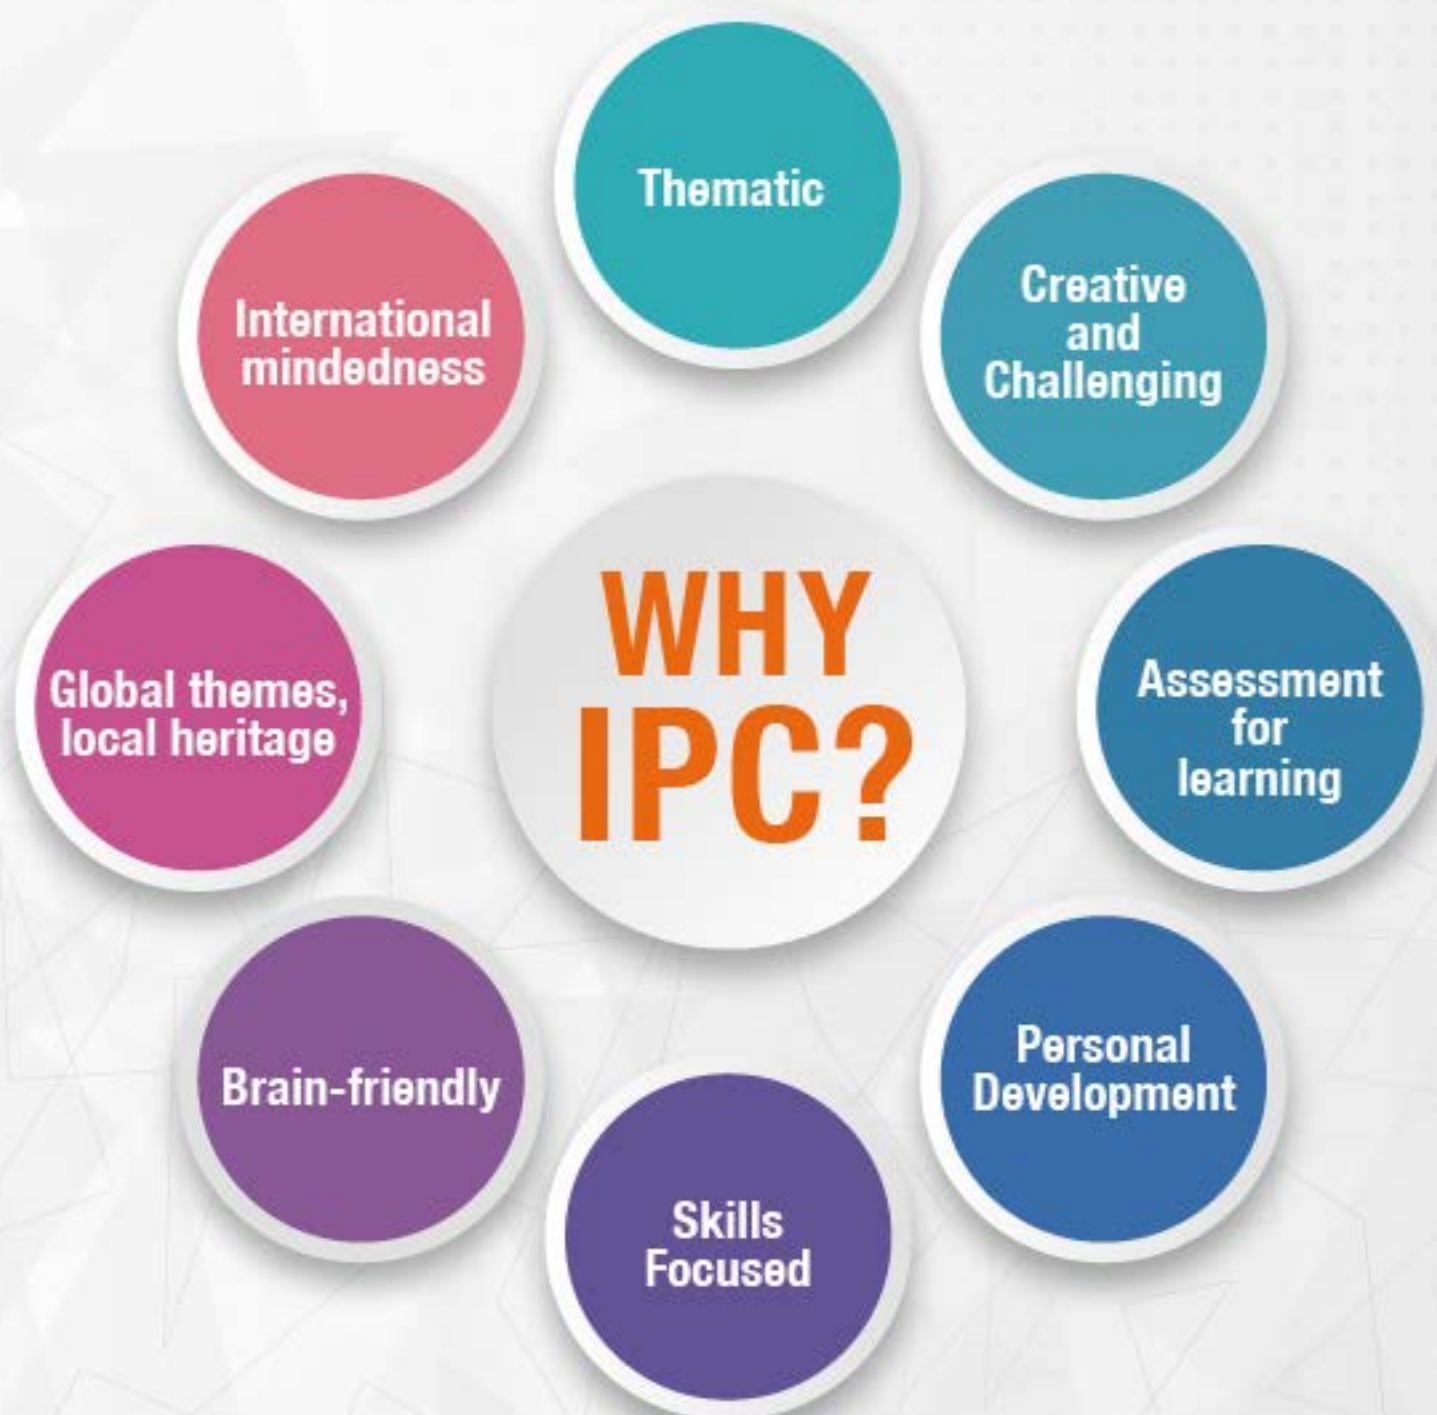 Thematic
Creative
and
Challenging
Assessment
for
learning
Personal
Development
Skills
Focused
Brain-friendly
Global themes,
local heritage
International
mindedness
WHY
IPC?